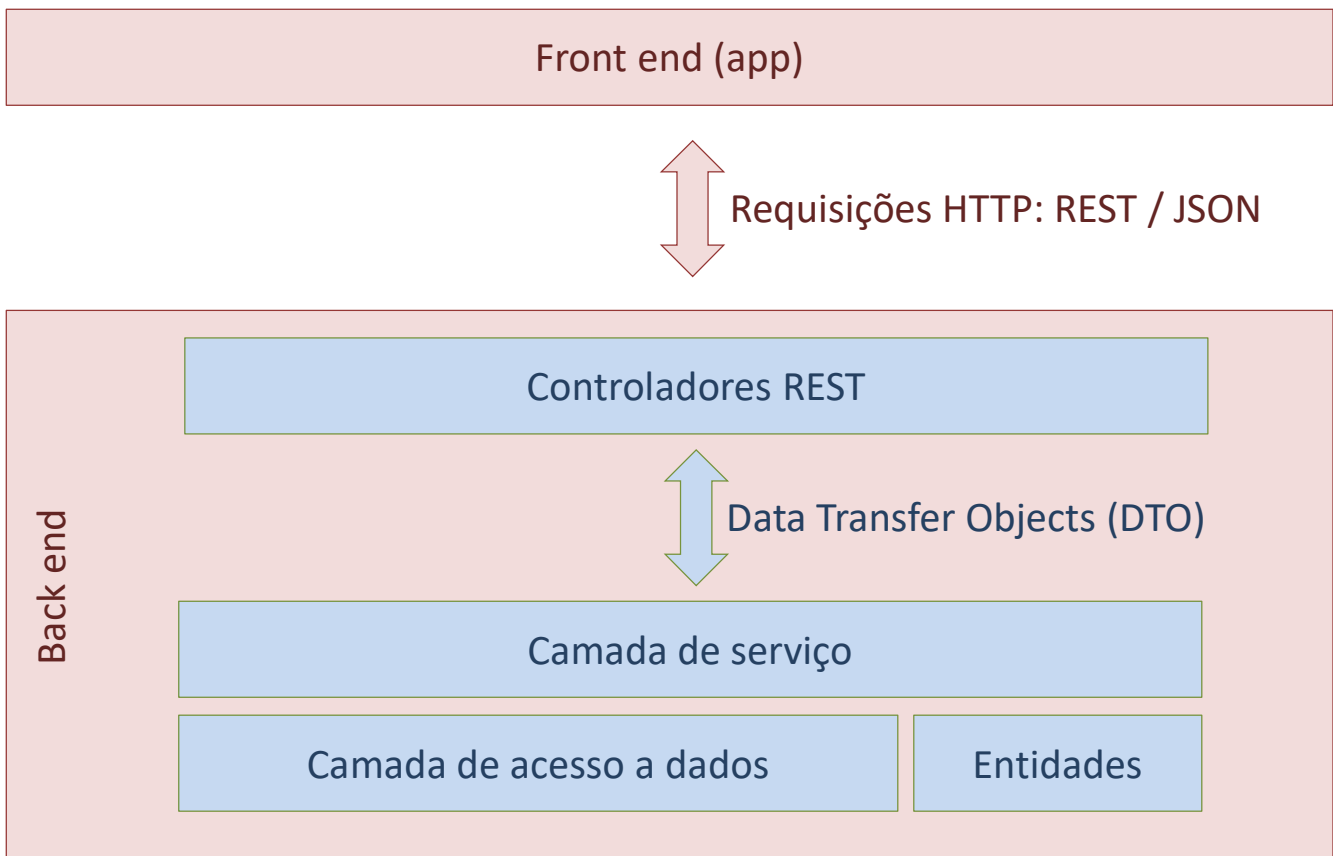 Front end (app)
Requisições HTTP: REST / JSON
Controladores REST
Data Transfer Objects (DTO)
Back end
Camada de serviço
Camada de acesso a dados
Entidades